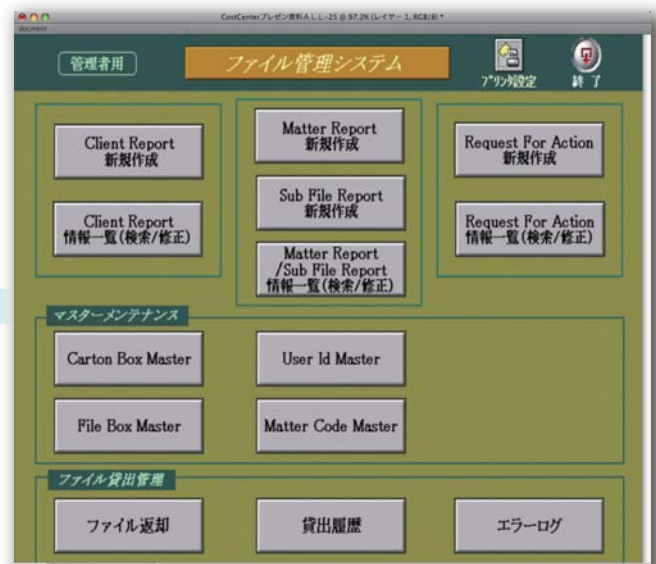 CostCenterプレゼン資料ALL-25 @ 97.2% (レイヤー 1, RGB/8) *
docment
管理者用
ファイル管理システム
プリンタ設定
終了
Client Report
新規作成
Client Report
情報一覧(検索/修正)
Matter Report
新規作成
Sub File Report
新規作成
Matter Report
/Sub File Report
情報一覧(検索/修正)
Request For Action
新規作成
Request For Action
情報一覧(検索/修正)
マスターメンテナンス
Carton Box Master
User Id Master
File Box Master
Matter Code Master
ファイル貸出管理
ファイル返却
貸出履歴
エラーログ